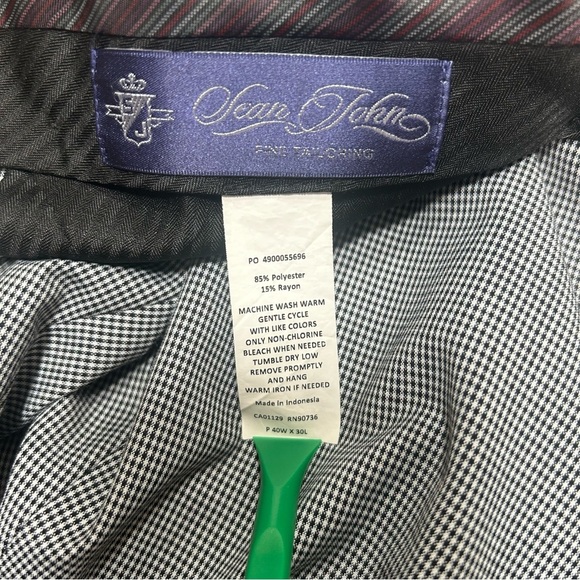 Sean John
FINE TAILORING
PO 4900055696
85% Polyester
15% Rayon
MACHINE WASH WARM
GENTLE CYCLE
WITH LIKE COLORS
ONLY NON-CHLORINE
BLEACH WHEN NEEDED
TUMBLE DRY LOW
REMOVE PROMPTLY
AND HANG
WARM IRON IF NEEDED
Made In Indonesia
CA01129 RN90736
P 40W X 30L